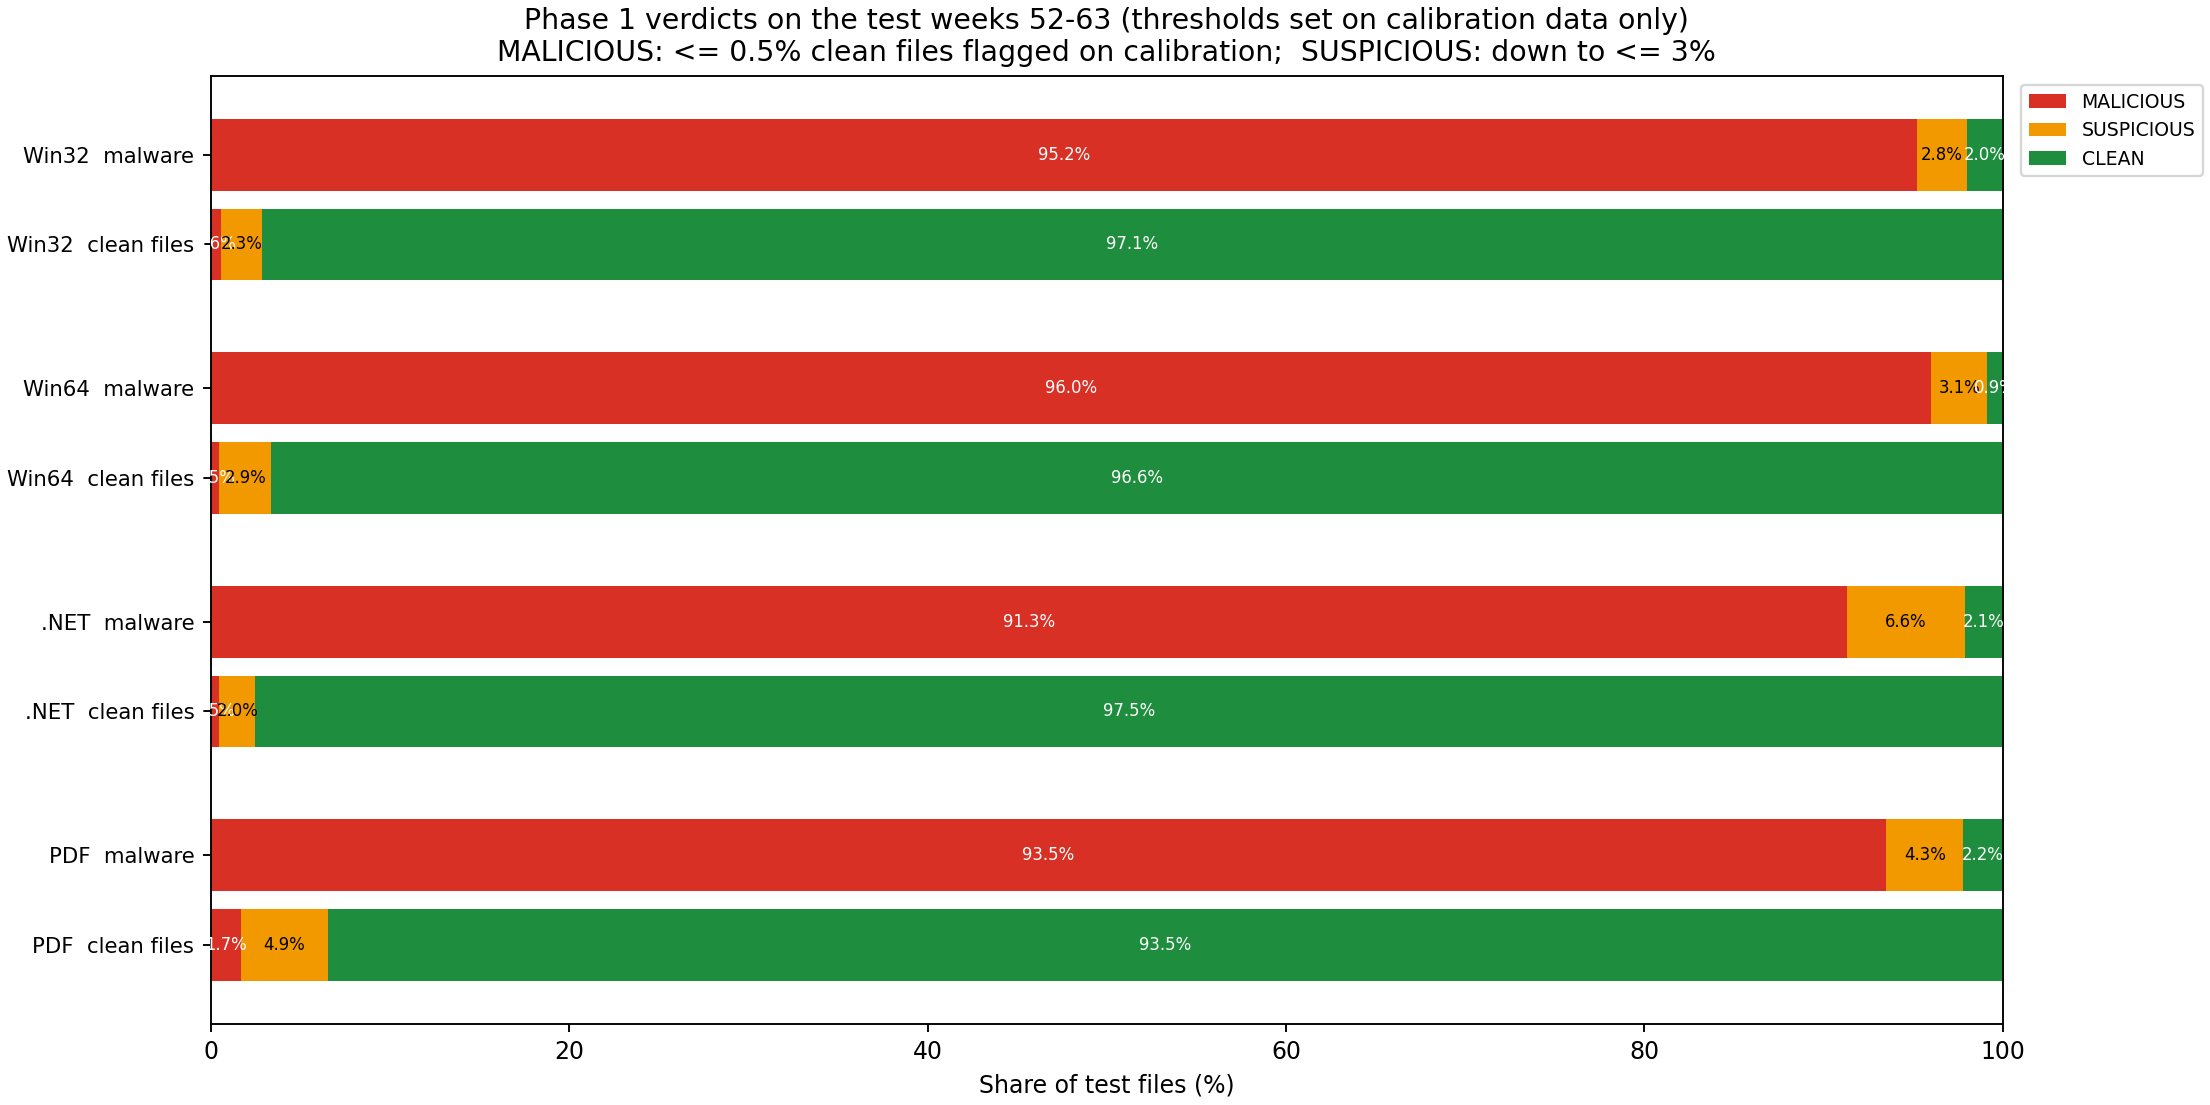 Phase 1 verdicts on the test weeks 52-63 (thresholds set on calibration data only)
MALICIOUS: <= 0.5% clean files flagged on calibration;  SUSPICIOUS: down to <= 3%
MALICIOUS
SUSPICIOUS
CLEAN
Win32  malware
95.2%
2.8%
2.0%
Win32  clean files
6%
2.3%
97.1%
Win64  malware
96.0%
3.1%
0.9%
Win64  clean files
5%
2.9%
96.6%
.NET  malware
91.3%
6.6%
2.1%
.NET  clean files
5%
2.0%
97.5%
PDF  malware
93.5%
4.3%
2.2%
PDF  clean files
1.7%
4.9%
93.5%
0
20
40
60
80
100
Share of test files (%)